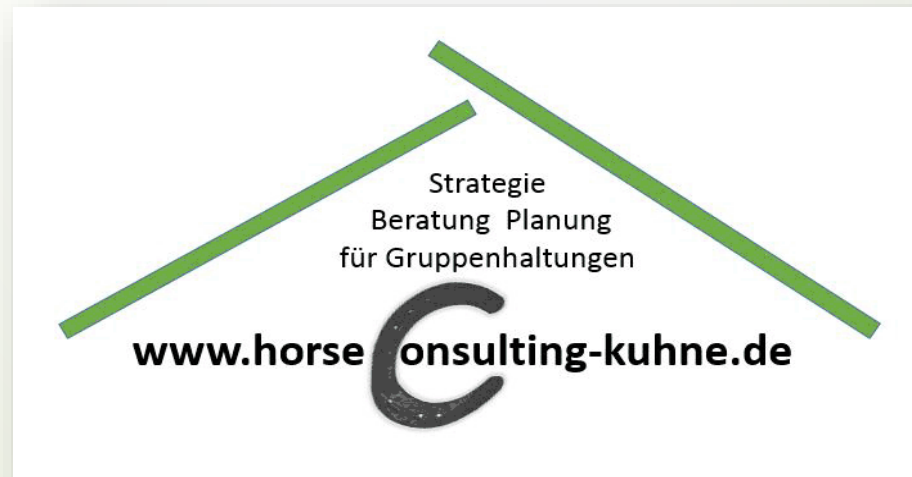 Strategie
Beratung Planung
für Gruppenhaltungen
www.horseConsulting-kuhne.de